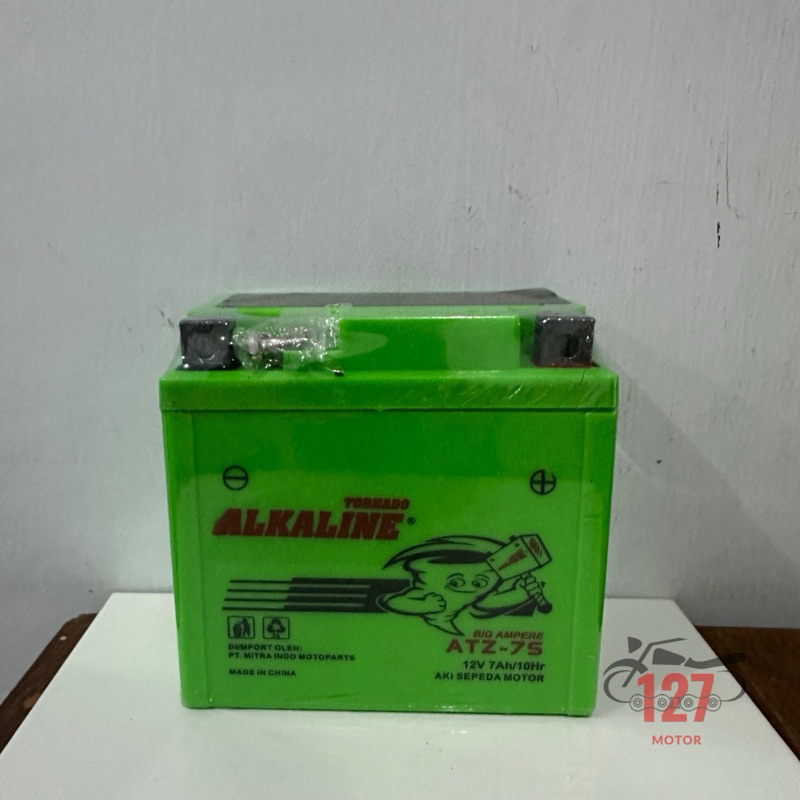 TORNADO
ALKALINE®
BIG AMPERE
ATZ-7S
12V 7Ah/10Hr
AKI SEPEDA MOTOR
DIIMPORT OLEH:
PT. MITRA INDO MOTOPARTS
MADE IN CHINA
127
MOTOR